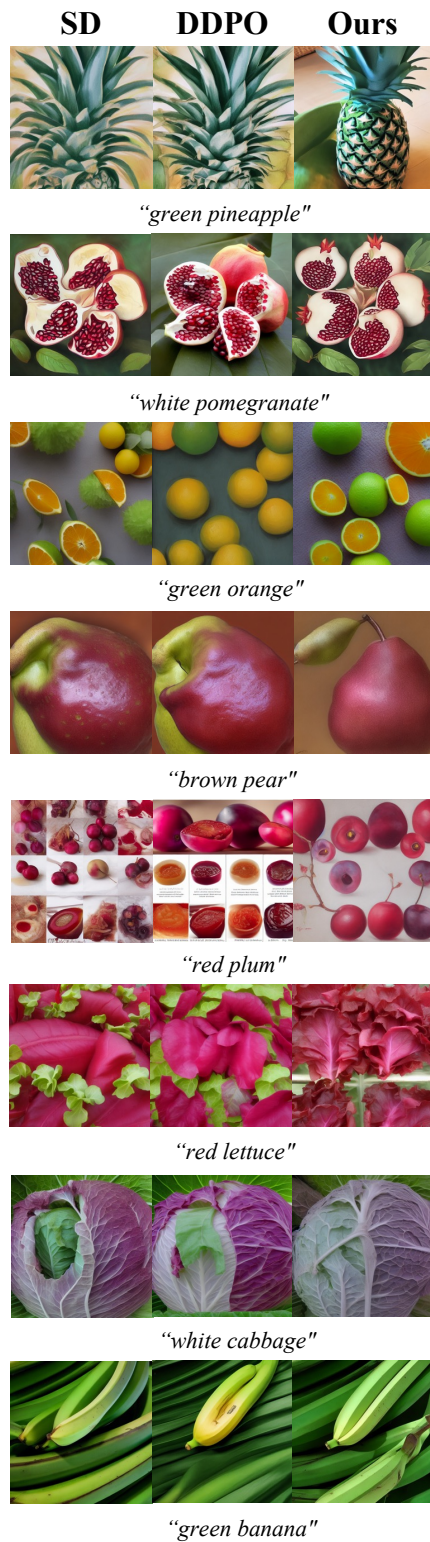 SD DDPO Ours
“green pineapple"
“white pomegranate"
“green orange"
“brown pear"
“red plum"
“red lettuce"
“white cabbage"
“green banana"